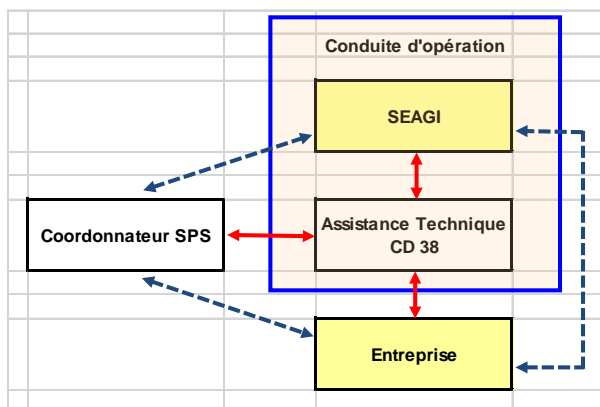 Conduite d'opération
SEAGI
Coordonnateur SPS
Assistance Technique
CD 38
Entreprise